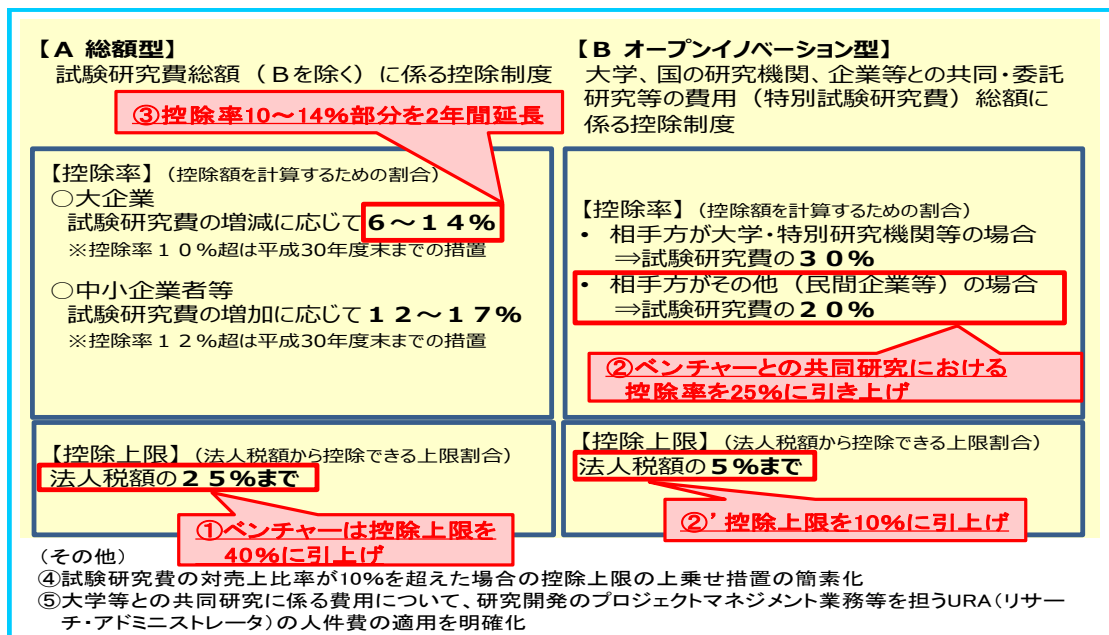 【A 総額型】
試験研究費総額（Bを除く）に係る控除制度
③控除率10～14%部分を2年間延長
【控除率】（控除額を計算するための割合）
○大企業
試験研究費の増減に応じて６～１４%
※控除率１０%超は平成30年度末までの措置
○中小企業者等
試験研究費の増加に応じて１２～１７%
※控除率１２%超は平成30年度末までの措置
【控除上限】（法人税額から控除できる上限割合）
法人税額の２５%まで
①ベンチャーは控除上限を
40%に引上げ
【B オープンイノベーション型】
大学、国の研究機関、企業等との共同・委託
研究等の費用（特別試験研究費）総額に
係る控除制度
【控除率】（控除額を計算するための割合）
・ 相手方が大学・特別研究機関等の場合
⇒試験研究費の３０%
・ 相手方がその他（民間企業等）の場合
⇒試験研究費の２０%
②ベンチャーとの共同研究における
控除率を25%に引き上げ
【控除上限】（法人税額から控除できる上限割合）
法人税額の５%まで
②’控除上限を10%に引上げ
（その他）
④試験研究費の対売上比率が10%を超えた場合の控除上限の上乗せ措置の簡素化
⑤大学等との共同研究に係る費用について、研究開発のプロジェクトマネジメント業務等を担うURA（リサー
チ・アドミニストレータ）の人件費の適用を明確化